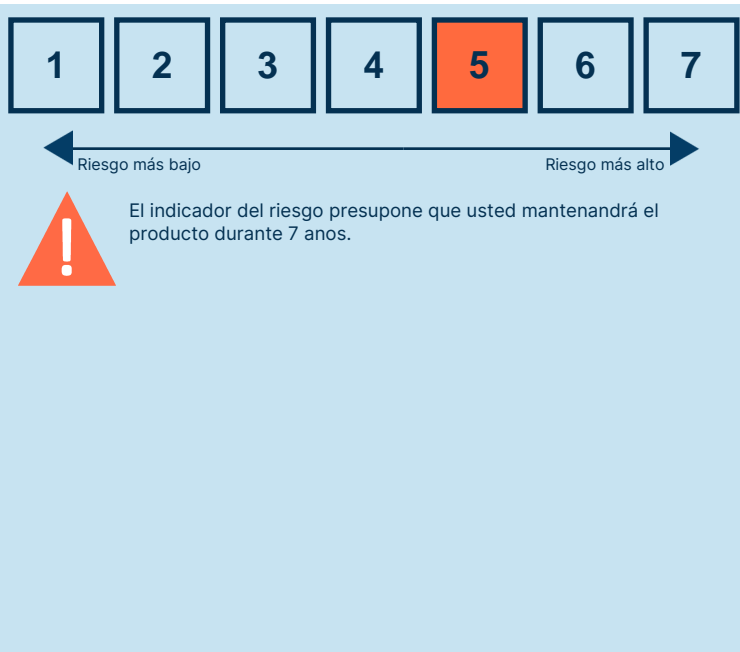 1 2 3 4 5 6 7
Riesgo más bajo Riesgo más alto
El indicador del riesgo presupone que usted mantenandrá el
producto durante 7 anos.